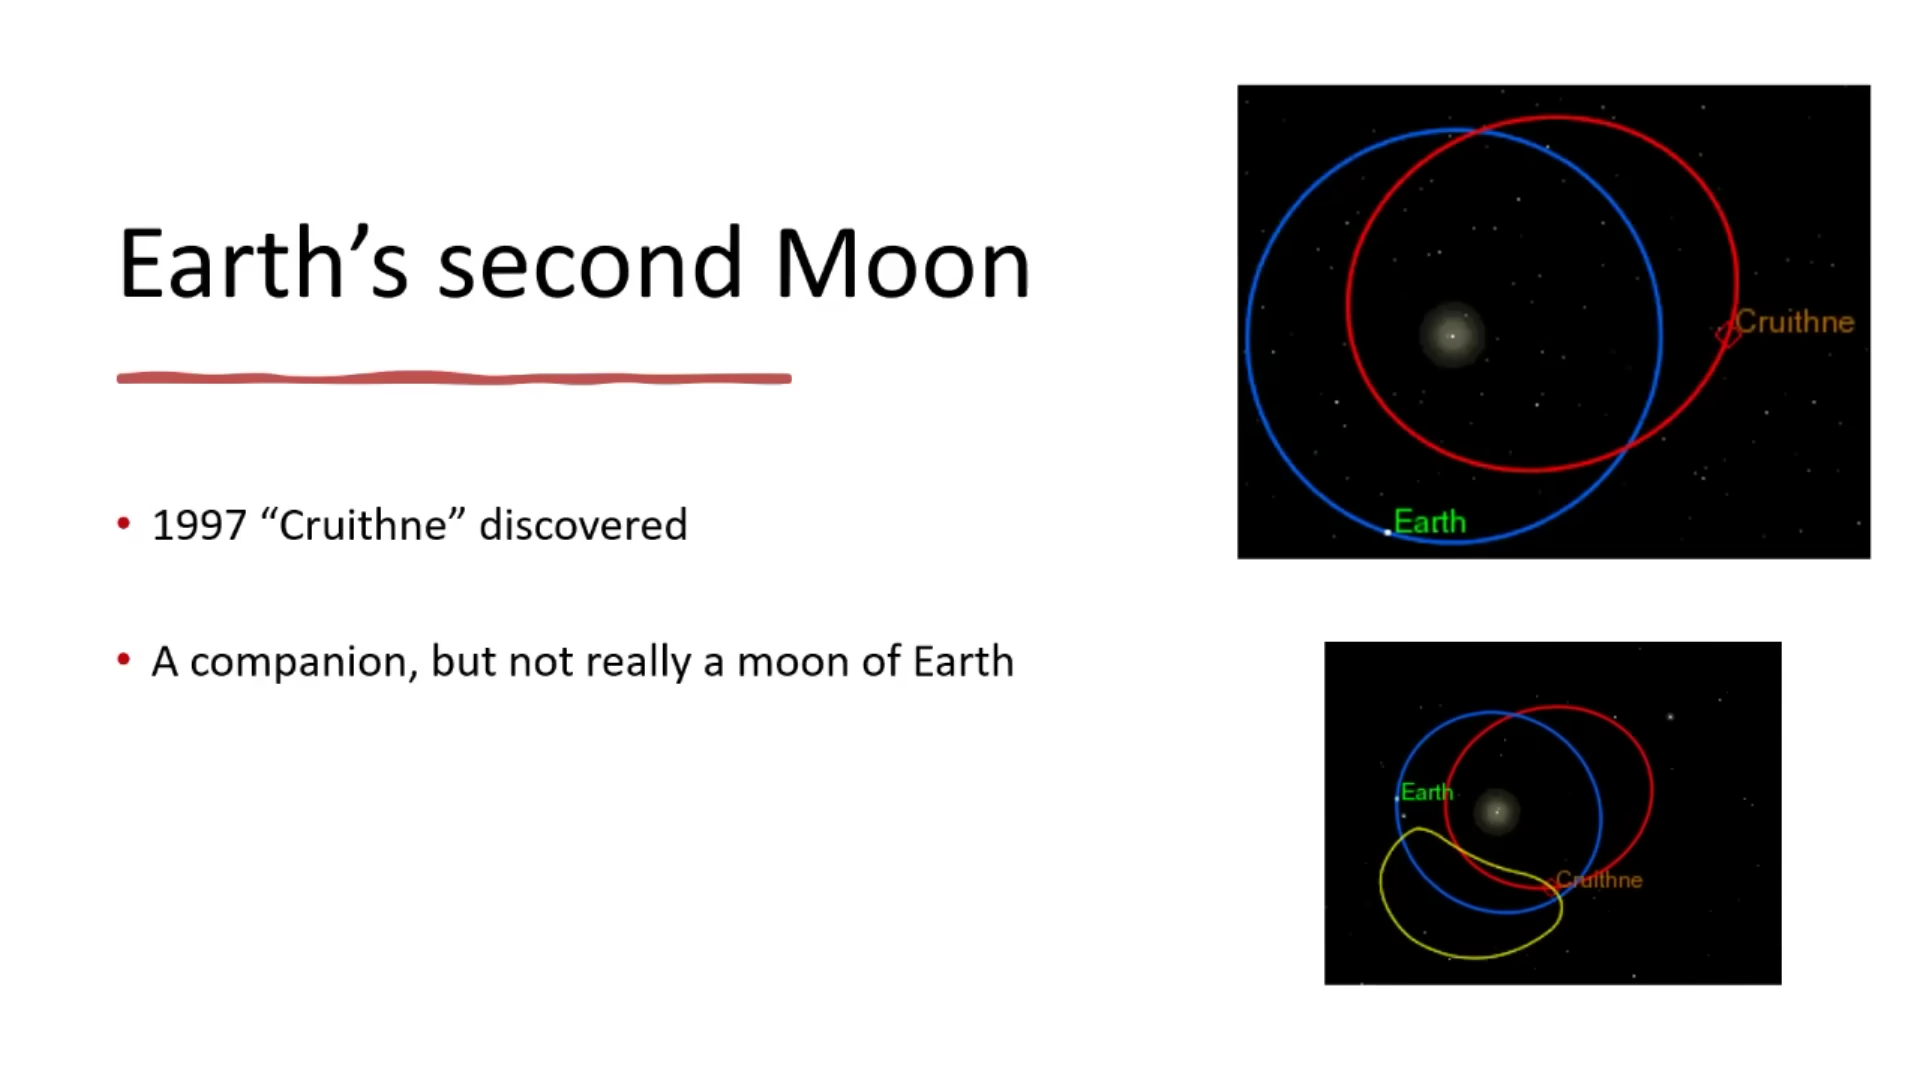 Earth’s second Moon
• 1997 “Cruithne” discovered
• A companion, but not really a moon of Earth
Cruithne
Earth
Earth
Cruithne